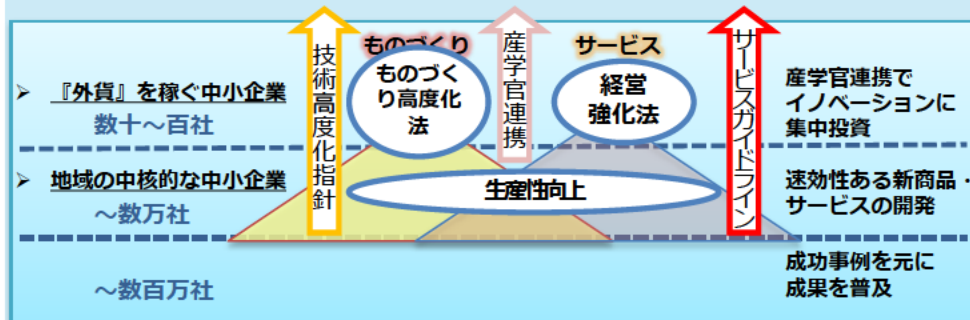 ➢ 『外貨』を稼ぐ中小企業
数十～百社
➢ 地域の中核的な中小企業
～数万社
～数百万社
技術高度化指針
ものづくり
ものづく
り高度化
法
産学官連携
サービス
経営
強化法
生産性向上
サービスガイドライン
産学官連携で
イノベーションに
集中投資
速効性ある新商品・
サービスの開発
成功事例を元に
成果を普及